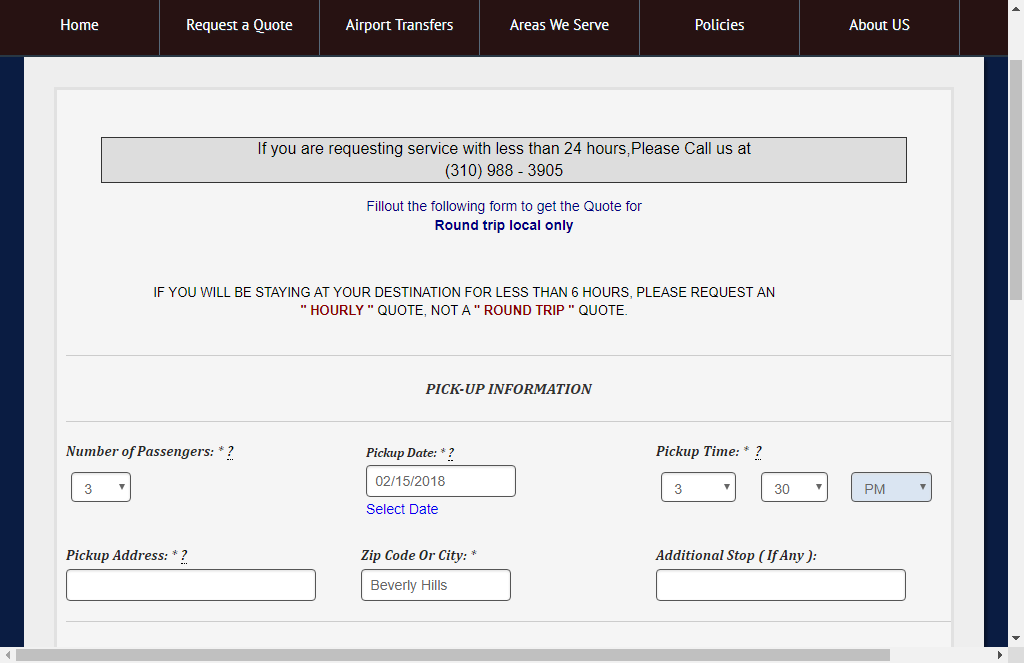 Home Request a Quote Airport Transfers Areas We Serve Policies About US
If you are requesting service with less than 24 hours,Please Call us at
(310) 988 - 3905
Fillout the following form to get the Quote for
Round trip local only
IF YOU WILL BE STAYING AT YOUR DESTINATION FOR LESS THAN 6 HOURS, PLEASE REQUEST AN
" HOURLY " QUOTE, NOT A " ROUND TRIP " QUOTE.
PICK-UP INFORMATION
Number of Passengers: * ? Pickup Date: * ? Pickup Time: * ?
3 02/15/2018 3 30 PM
Select Date
Pickup Address: * ? Zip Code Or City: * Additional Stop ( If Any ):
Beverly Hills